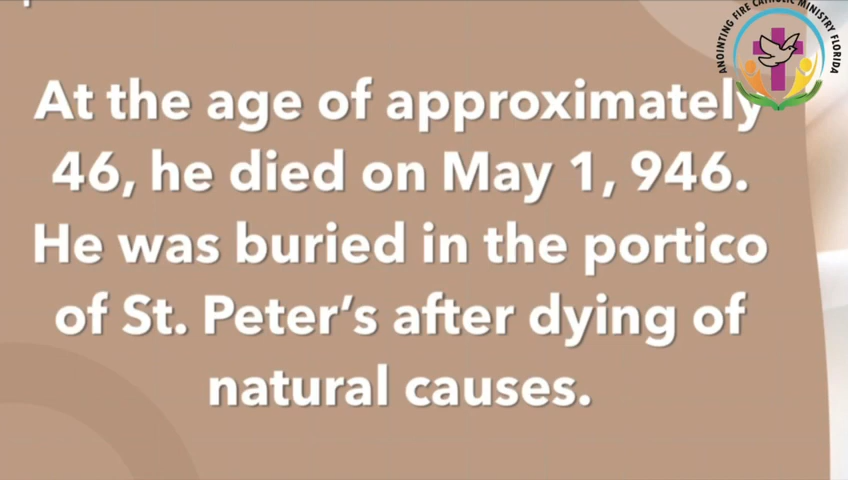 ANOINTING FIRE CATHOLIC MINISTRY FLORIDA
At the age of approximately
46, he died on May 1, 946.
He was buried in the portico
of St. Peter's after dying of
natural causes.